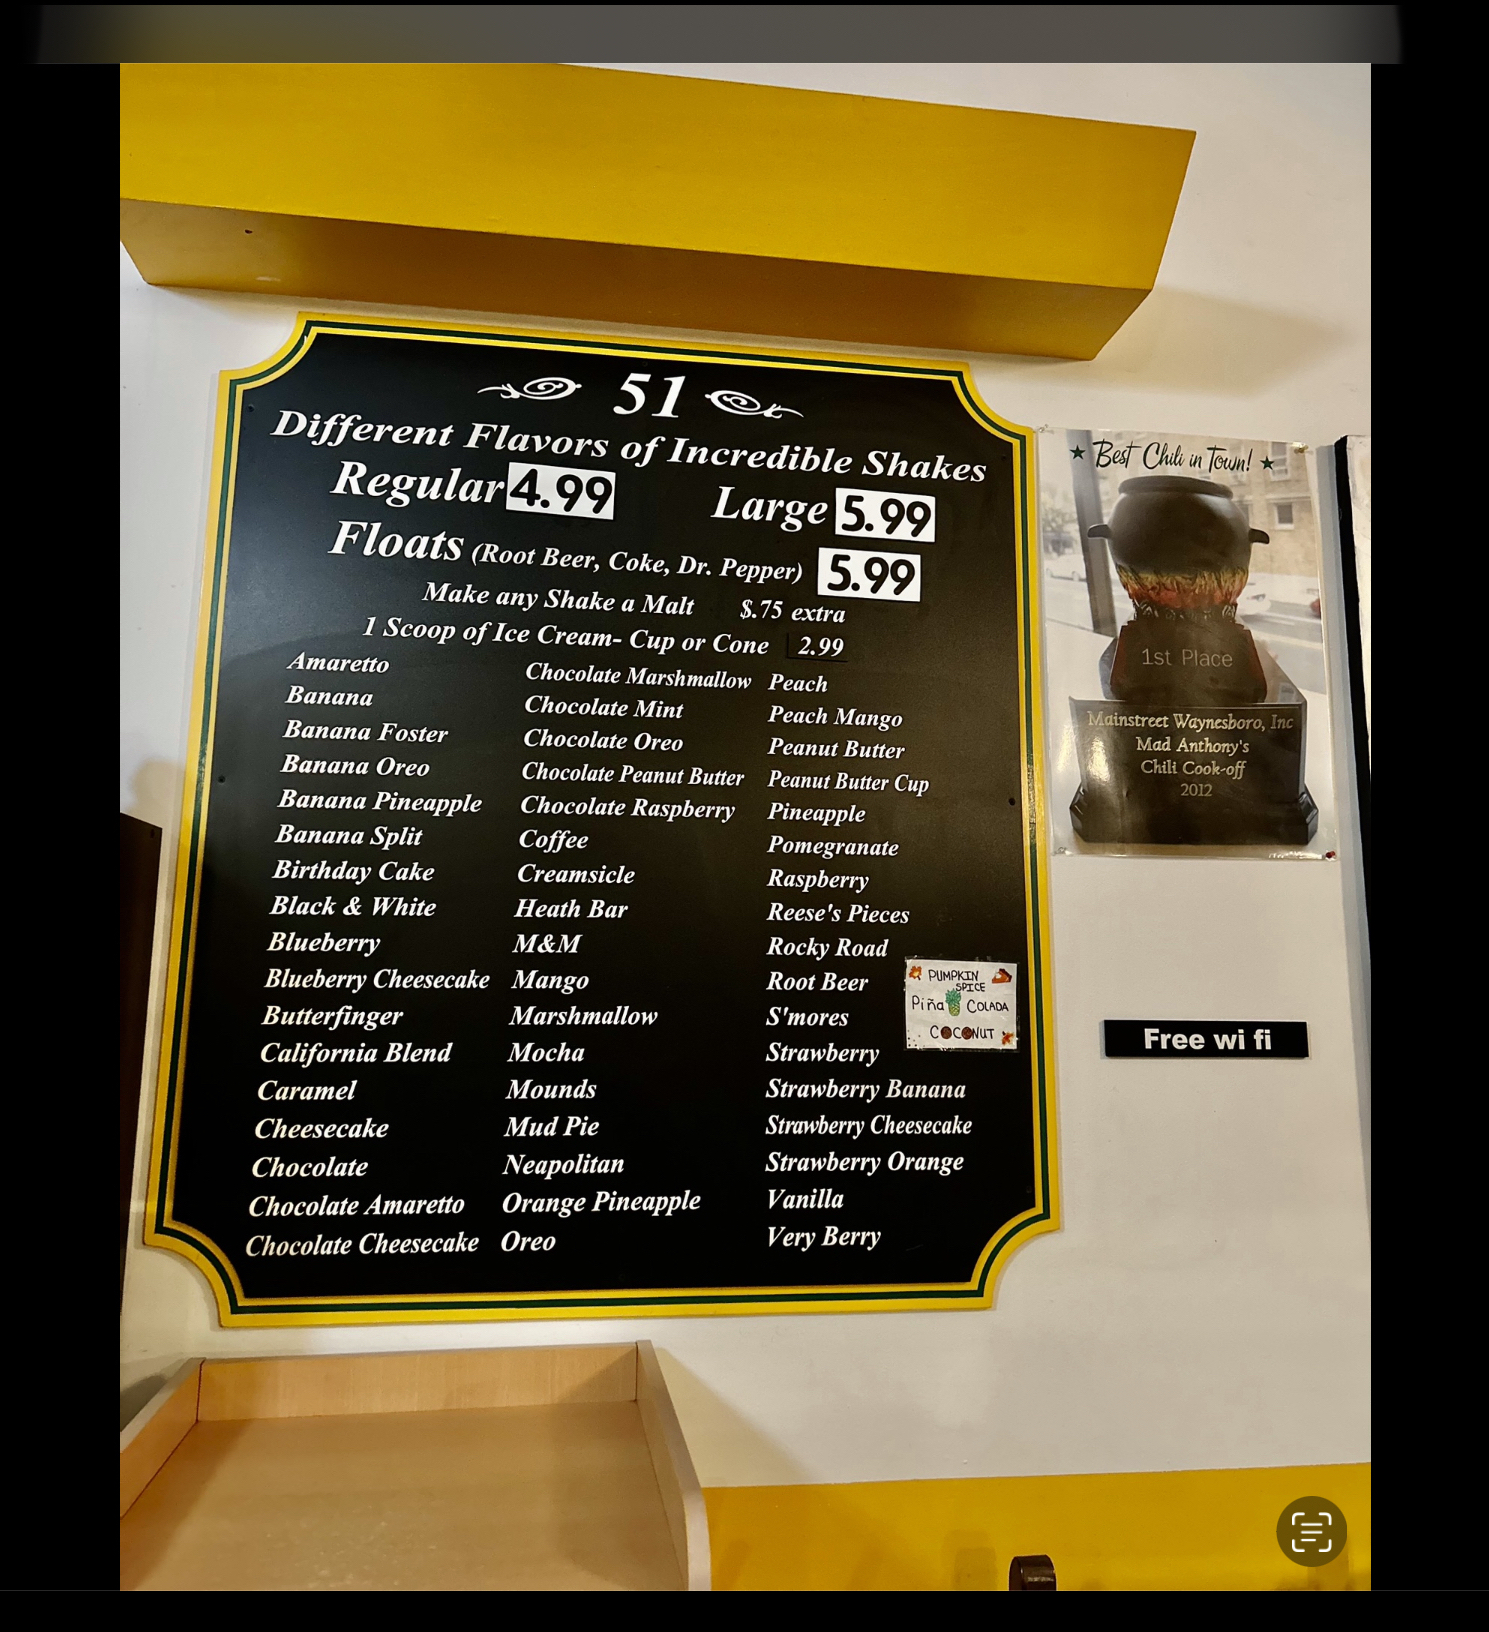 51
Different Flavors of Incredible Shakes
Regular 4.99 Large 5.99
Floats (Root Beer, Coke, Dr. Pepper) 5.99
Make any Shake a Malt $.75 extra
1 Scoop of Ice Cream- Cup or Cone 2.99
Amaretto
Banana
Banana Foster
Banana Oreo
Banana Pineapple
Banana Split
Birthday Cake
Black & White
Blueberry
Blueberry Cheesecake
Butterfinger
California Blend
Caramel
Cheesecake
Chocolate
Chocolate Amaretto
Chocolate Cheesecake
Chocolate Marshmallow
Chocolate Mint
Chocolate Oreo
Chocolate Peanut Butter
Chocolate Raspberry
Coffee
Creamsicle
Heath Bar
M&M
Mango
Marshmallow
Mocha
Mounds
Mud Pie
Neapolitan
Orange Pineapple
Oreo
Peach
Peach Mango
Peanut Butter
Peanut Butter Cup
Pineapple
Pomegranate
Raspberry
Reese's Pieces
Rocky Road
Root Beer
S'mores
Strawberry
Strawberry Banana
Strawberry Cheesecake
Strawberry Orange
Vanilla
Very Berry
PUMPKIN
SPICE
Piña COLADA
COCONUT
Best Chili in Town!
1st Place
Mainstreet Waynesboro, Inc
Mad Anthony's
Chili Cook-off
2012
Free wi fi